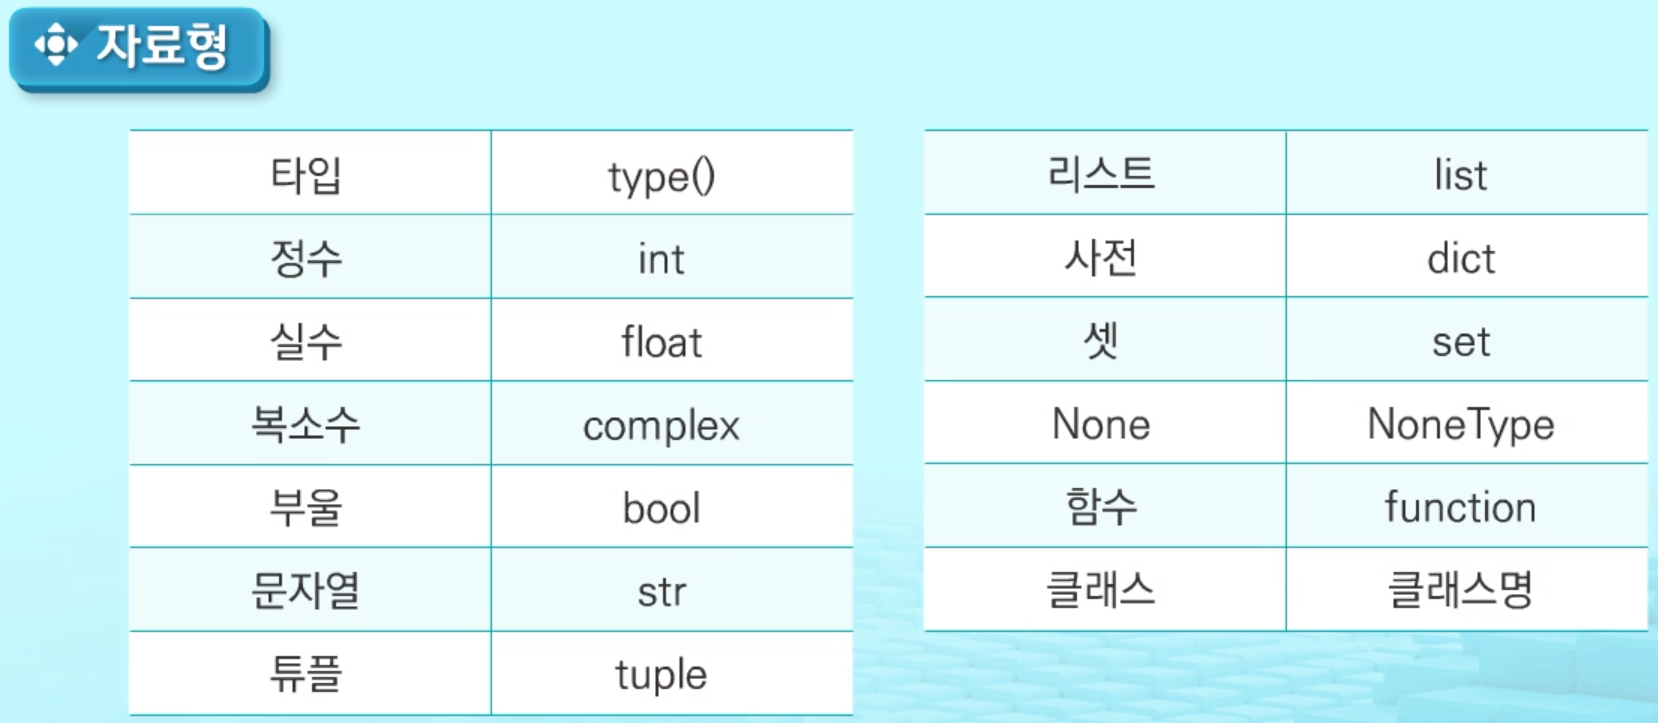 자료형
타입 type()
정수 int
실수 float
복소수 complex
부울 bool
문자열 str
튜플 tuple
리스트 list
사전 dict
셋 set
None NoneType
함수 function
클래스 클래스명